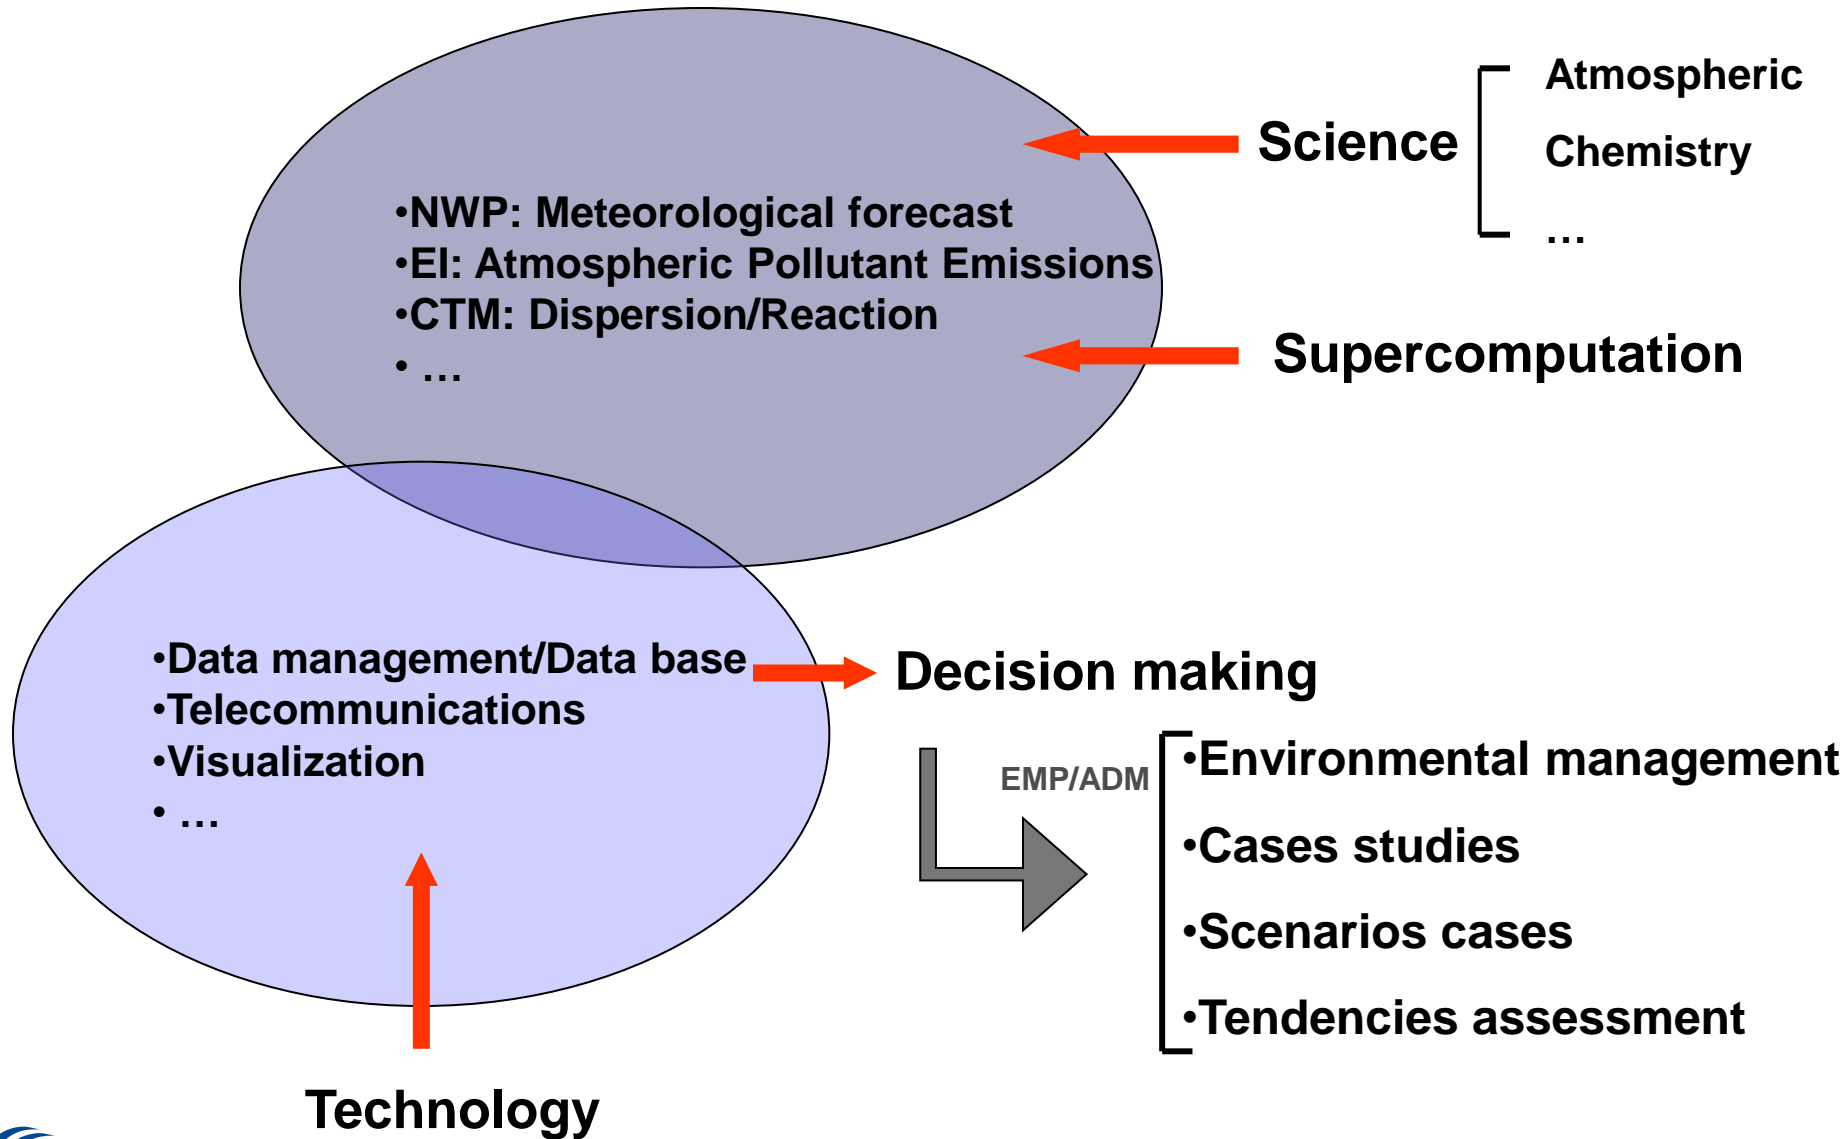 Atmospheric
Science
Chemistry
…
•NWP: Meteorological forecast
•EI: Atmospheric Pollutant Emissions
•CTM: Dispersion/Reaction
• …
Supercomputation
•Data management/Data base
•Telecommunications
•Visualization
• …
Decision making
EMP/ADM
•Environmental management
•Cases studies
•Scenarios cases
•Tendencies assessment
Technology